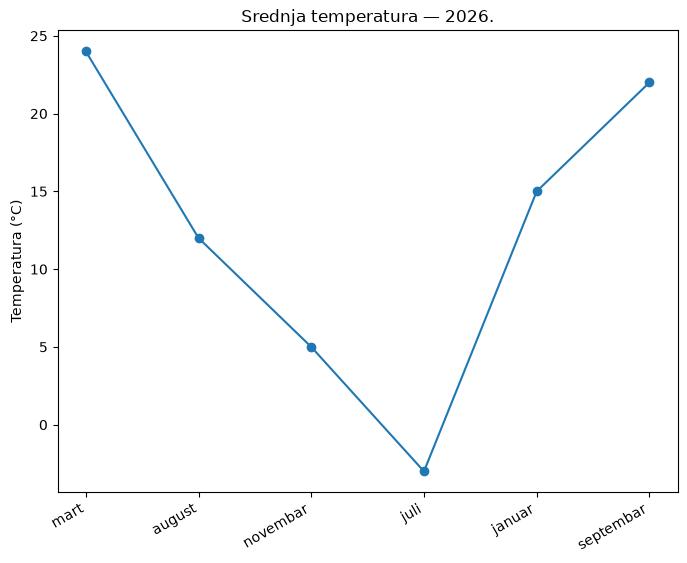 Srednja temperatura — 2026.
Temperatura (°C)
25
20
15
10
5
0
mart
august
novembar
juli
januar
septembar